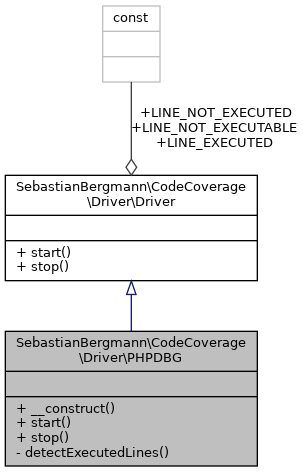 const
+LINE_NOT_EXECUTED
+LINE_NOT_EXECUTABLE
+LINE_EXECUTED
SebastianBergmann\CodeCoverage
\Driver\Driver
+ start()
+ stop()
SebastianBergmann\CodeCoverage
\Driver\PHPDBG
+ __construct()
+ start()
+ stop()
- detectExecutedLines()